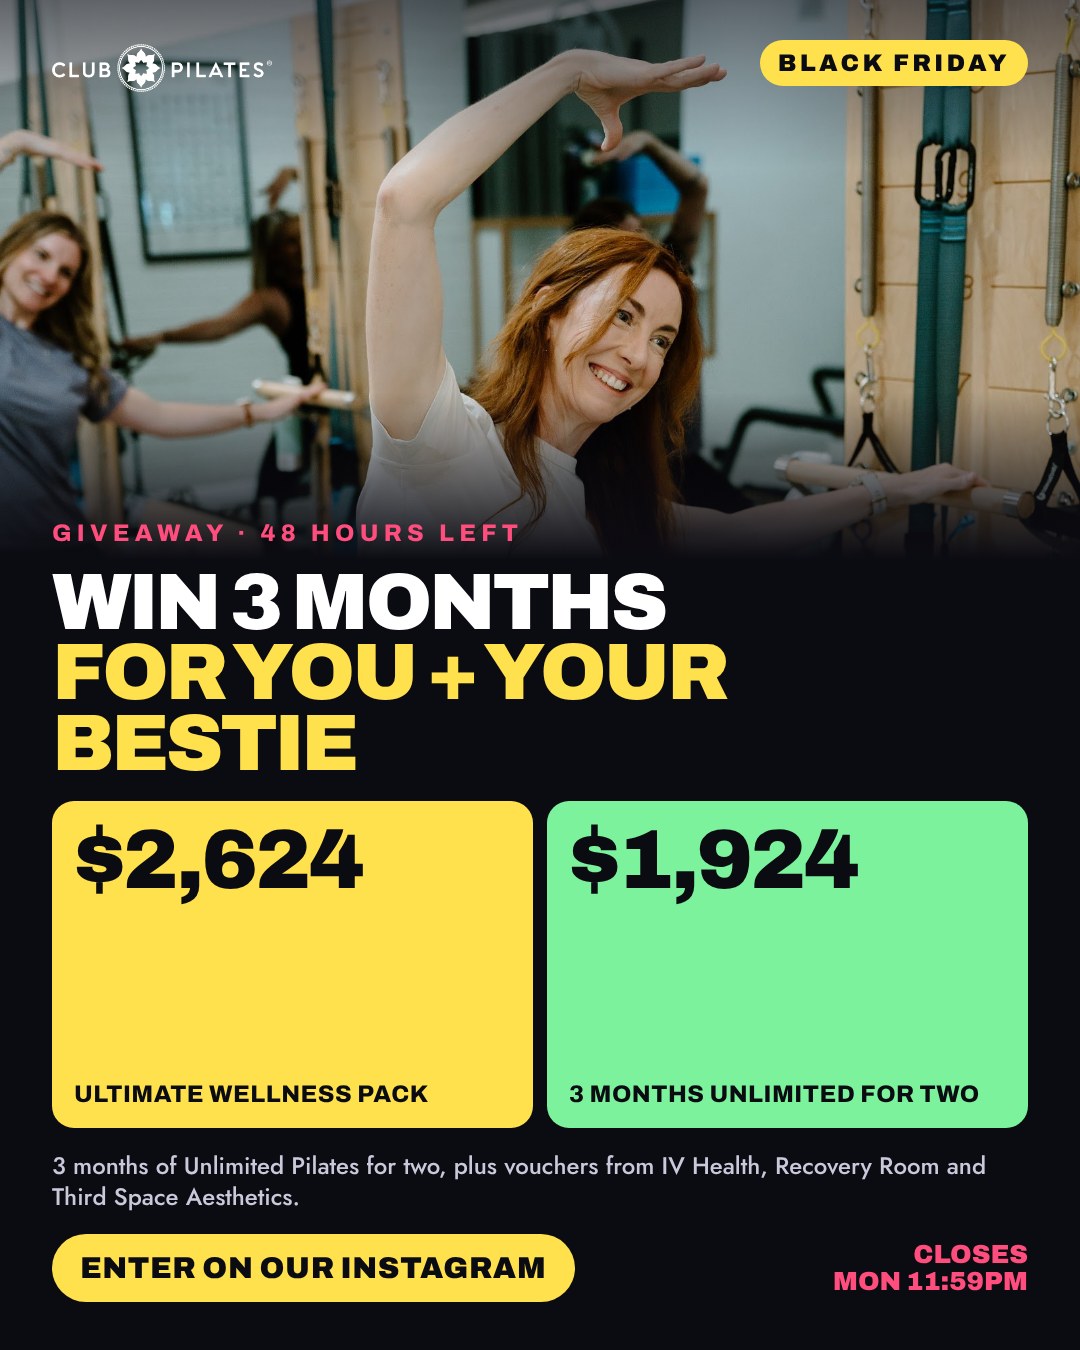 CLUB PILATES®
BLACK FRIDAY
GIVEAWAY · 48 HOURS LEFT
WIN 3 MONTHS
FOR YOU + YOUR
BESTIE
$2,624
ULTIMATE WELLNESS PACK
$1,924
3 MONTHS UNLIMITED FOR TWO
3 months of Unlimited Pilates for two, plus vouchers from IV Health, Recovery Room and
Third Space Aesthetics.
ENTER ON OUR INSTAGRAM
CLOSES
MON 11:59PM